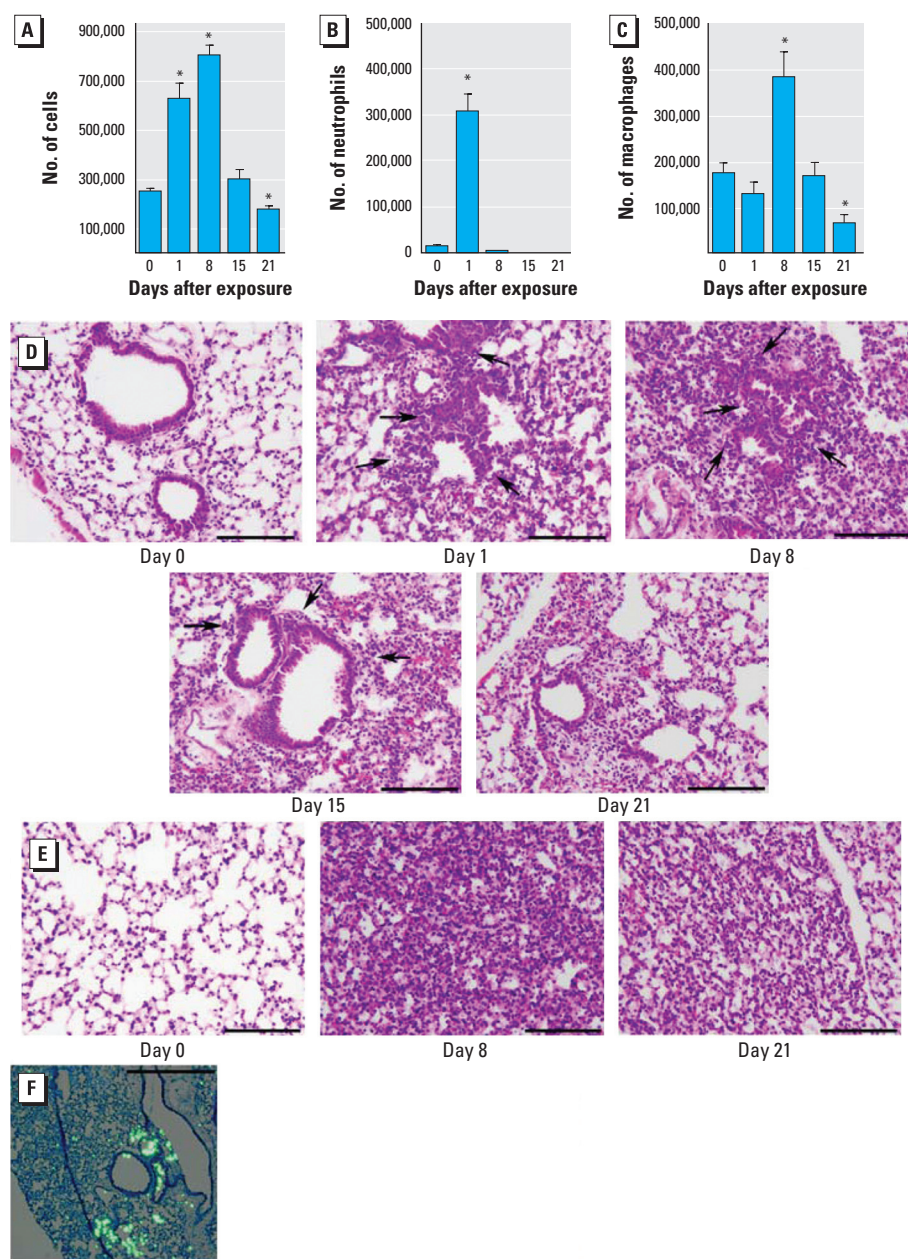 A
900,000
700,000
500,000
300,000
100,000
No. of cells
*
*
*
0 1 8 15 21
Days after exposure
B
500,000
400,000
300,000
200,000
100,000
0
No. of neutrophils
*
0 1 8 15 21
Days after exposure
C
500,000
400,000
300,000
200,000
100,000
No. of macrophages
*
*
0 1 8 15 21
Days after exposure
D
Day 0
Day 1
Day 8
Day 15
Day 21
E
Day 0
Day 8
Day 21
F